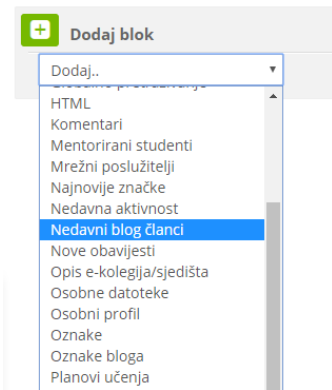 Dodaj blok
Dodaj..
HTML
Komentari
Mentorirani studenti
Mrežni poslužitelji
Najnovije značke
Nedavna aktivnost
Nedavni blog članci
Nove obavijesti
Opis e-kolegija/sjedišta
Osobne datoteke
Osobni profil
Oznake
Oznake bloga
Planovi učenja